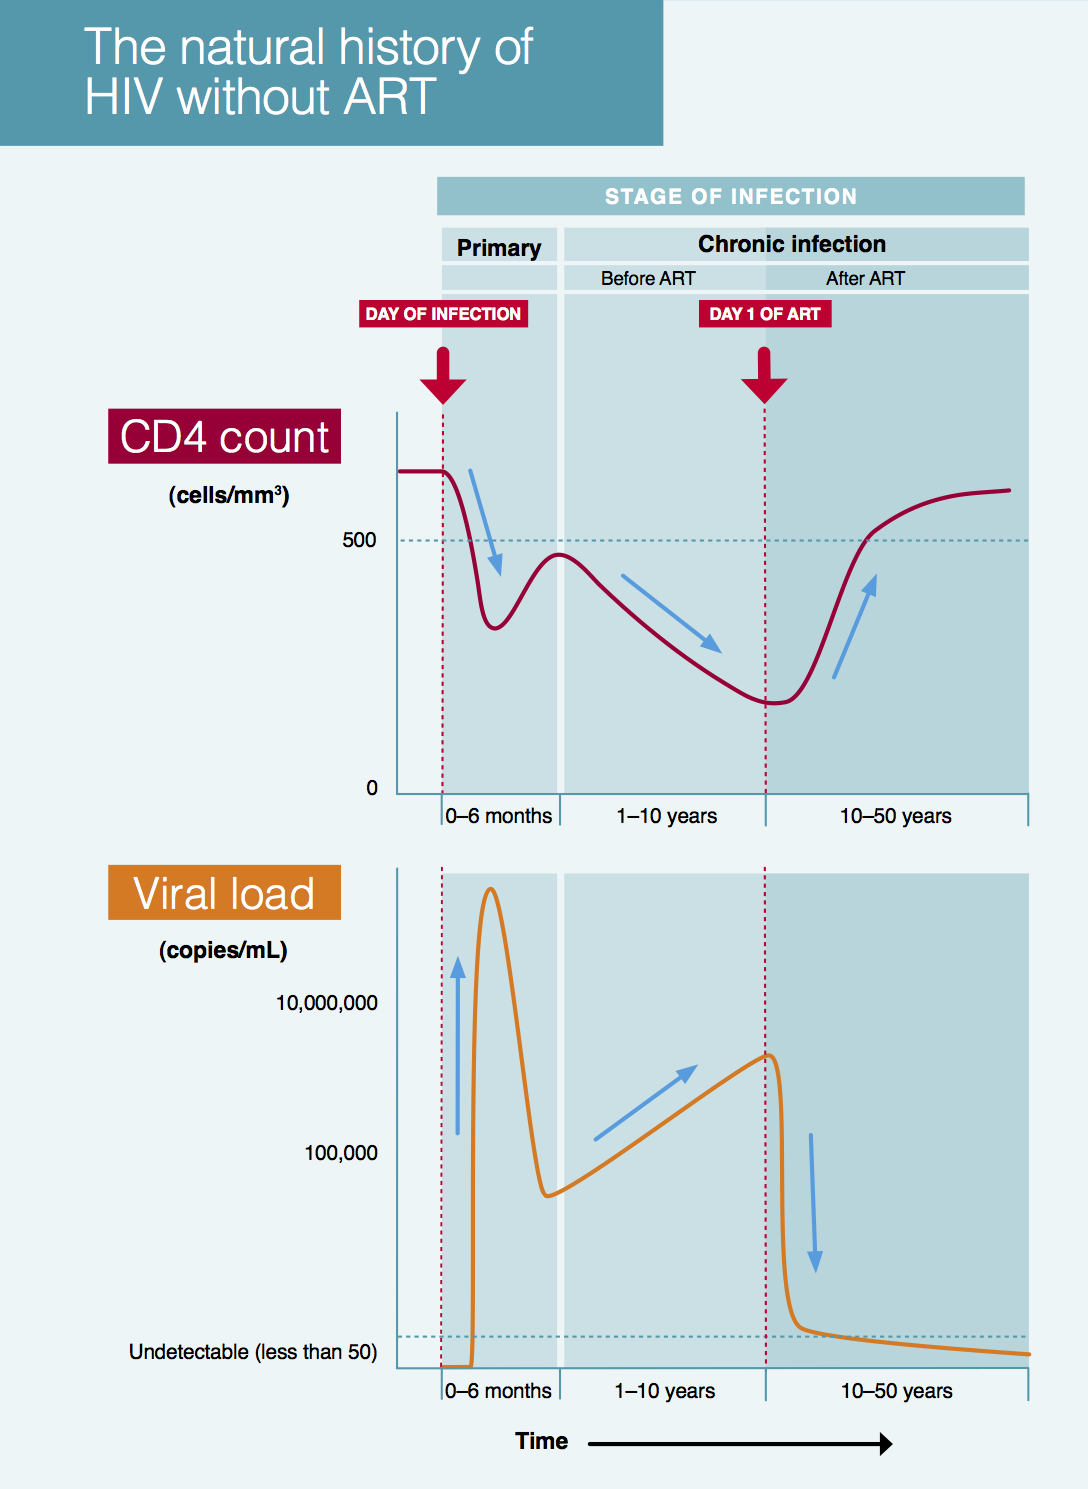 The natural history of
HIV without ART
STAGE OF INFECTION
Primary
Chronic infection
Before ART
After ART
DAY OF INFECTION
DAY 1 OF ART
CD4 count
(cells/mm³)
500
0
0–6 months
1–10 years
10–50 years
Viral load
(copies/mL)
10,000,000
100,000
Undetectable (less than 50)
0–6 months
1–10 years
10–50 years
Time